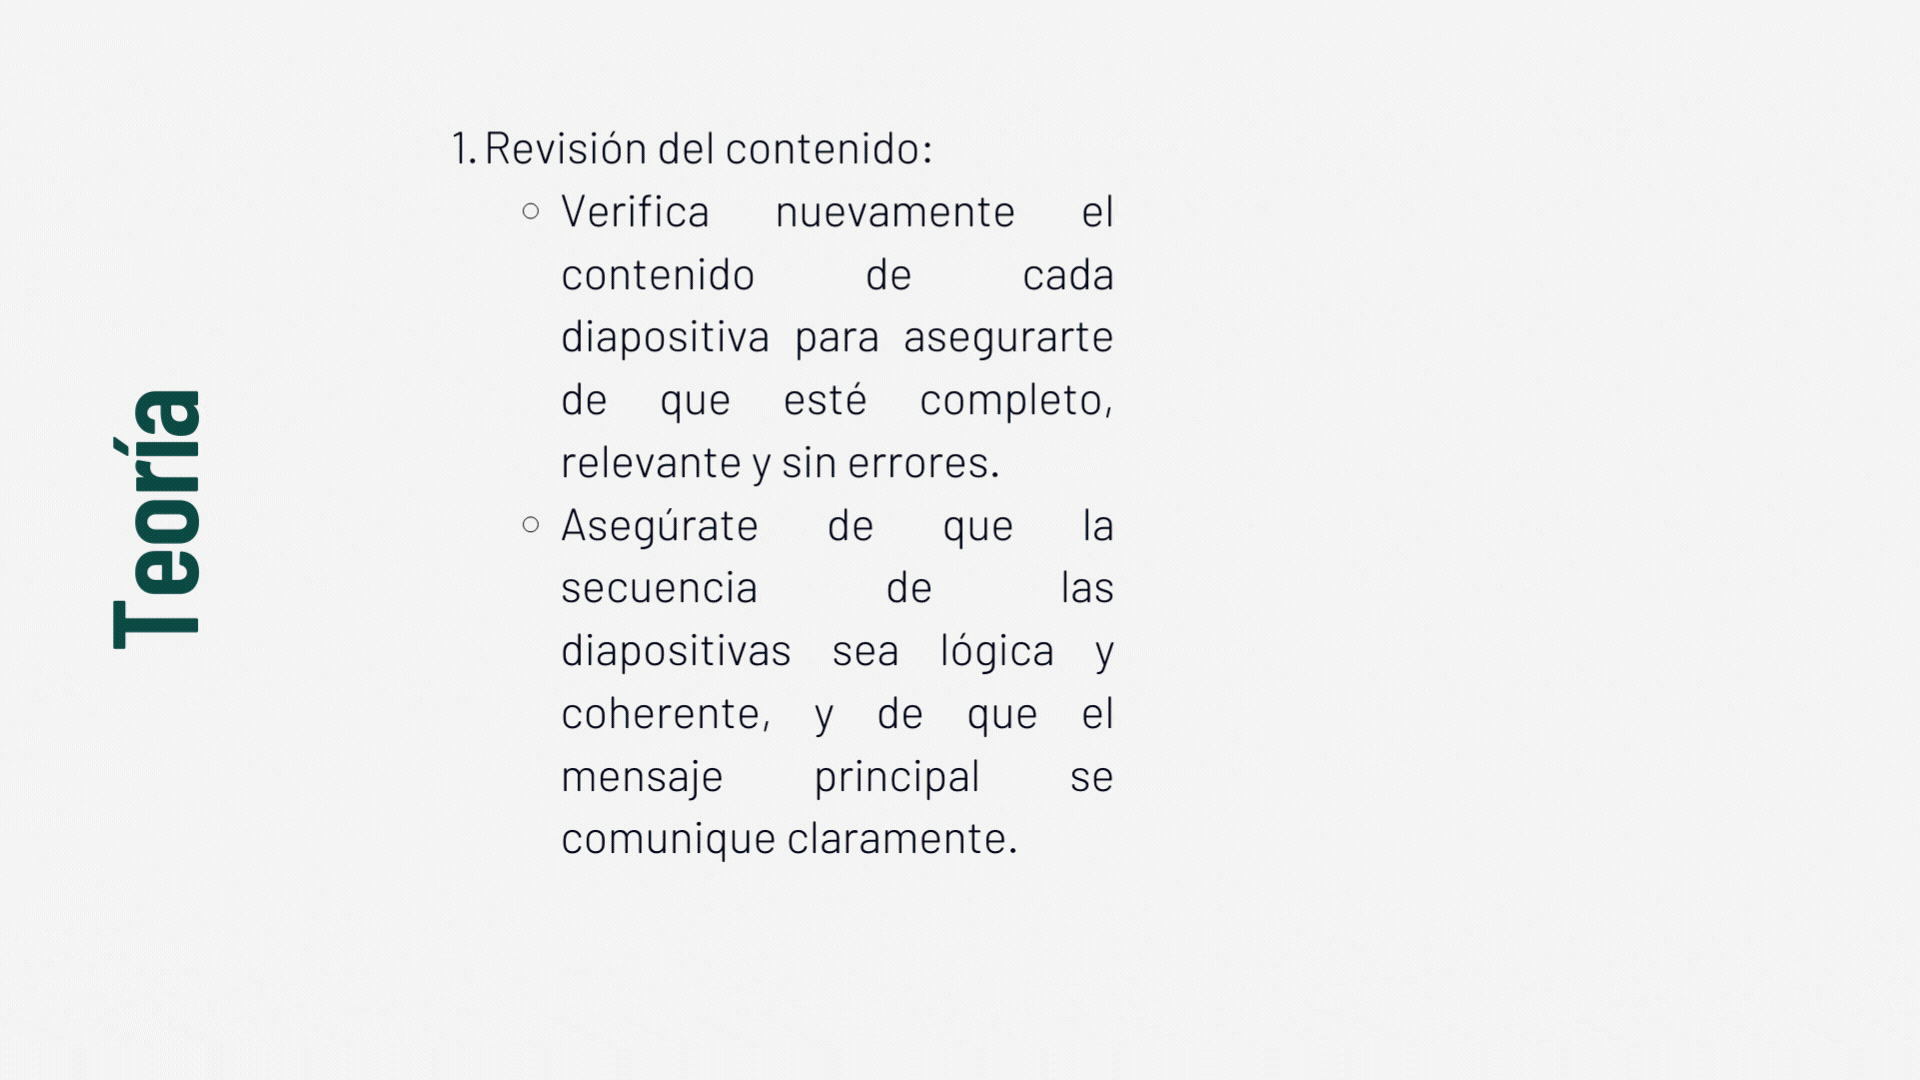 Teoría
1. Revisión del contenido:
○ Verifica nuevamente el
contenido de cada
diapositiva para asegurarte
de que esté completo,
relevante y sin errores.
○ Asegúrate de que la
secuencia de las
diapositivas sea lógica y
coherente, y de que el
mensaje principal se
comunique claramente.